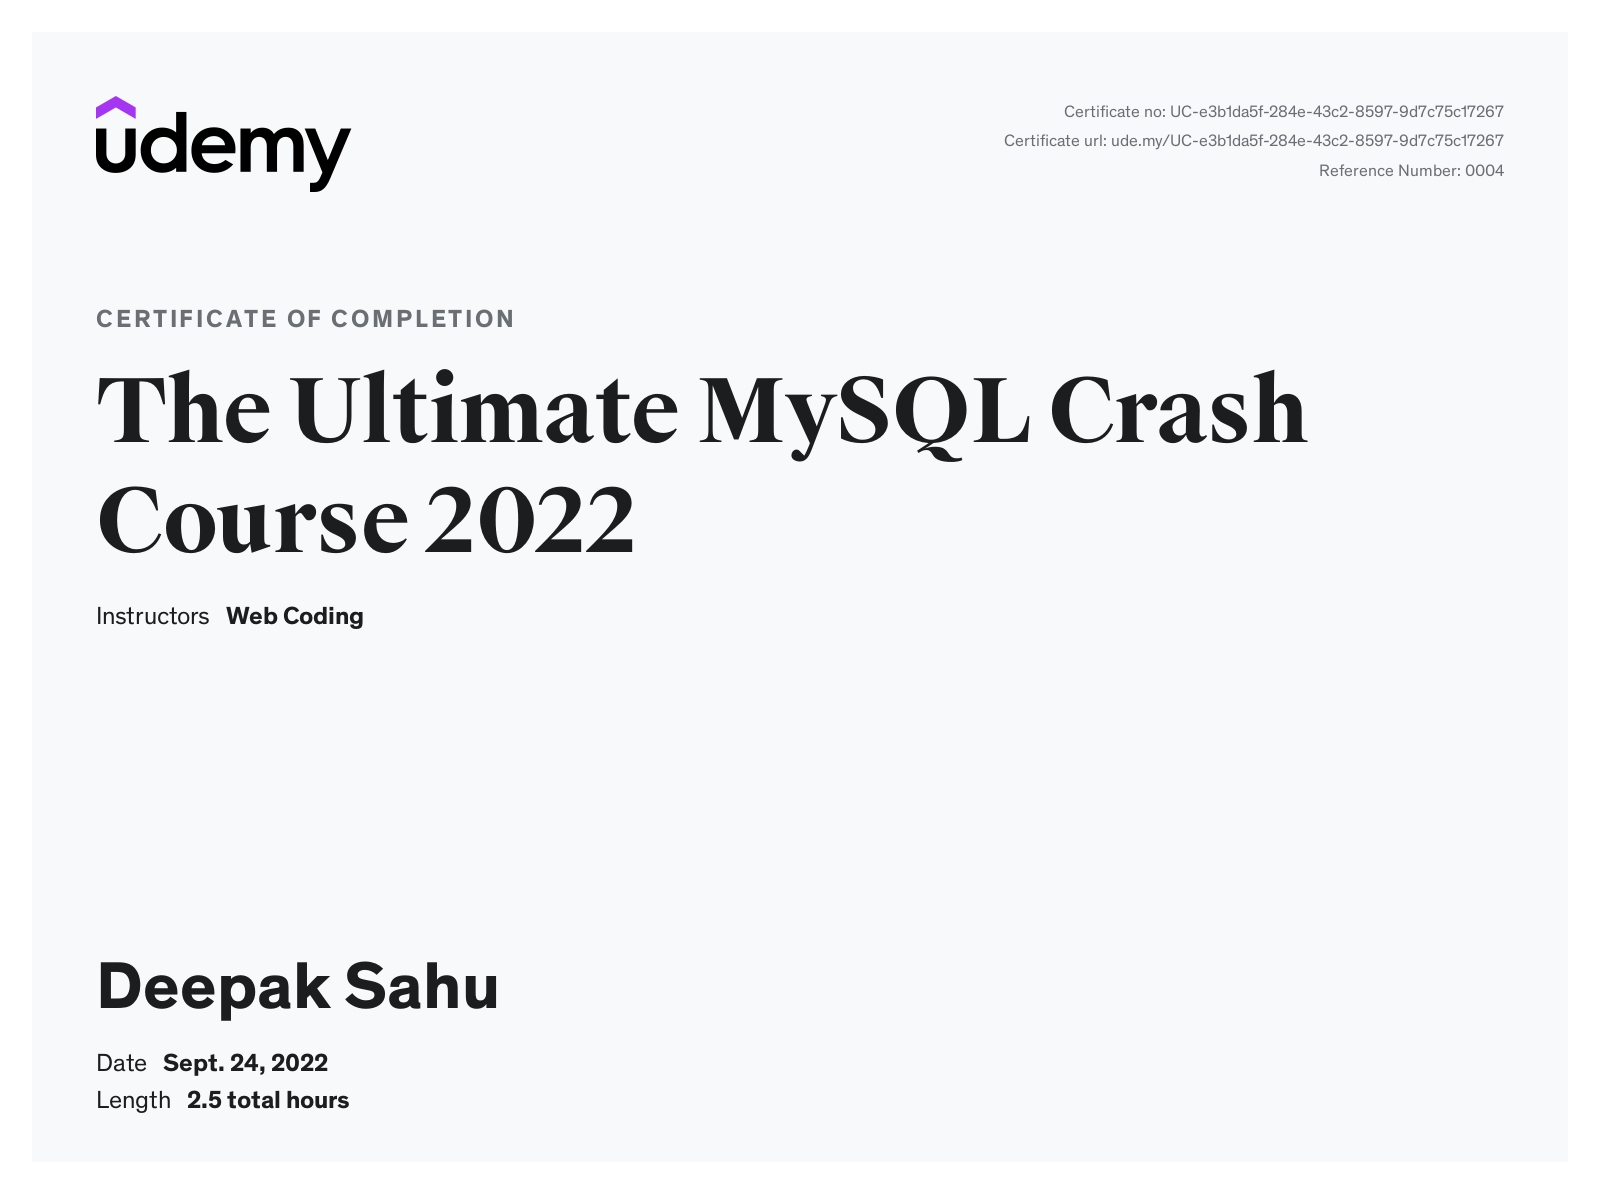 udemy
Certificate no: UC-e3b1da5f-284e-43c2-8597-9d7c75c17267
Certificate url: ude.my/UC-e3b1da5f-284e-43c2-8597-9d7c75c17267
Reference Number: 0004
CERTIFICATE OF COMPLETION
The Ultimate MySQL Crash
Course 2022
Instructors Web Coding
Deepak Sahu
Date Sept. 24, 2022
Length 2.5 total hours